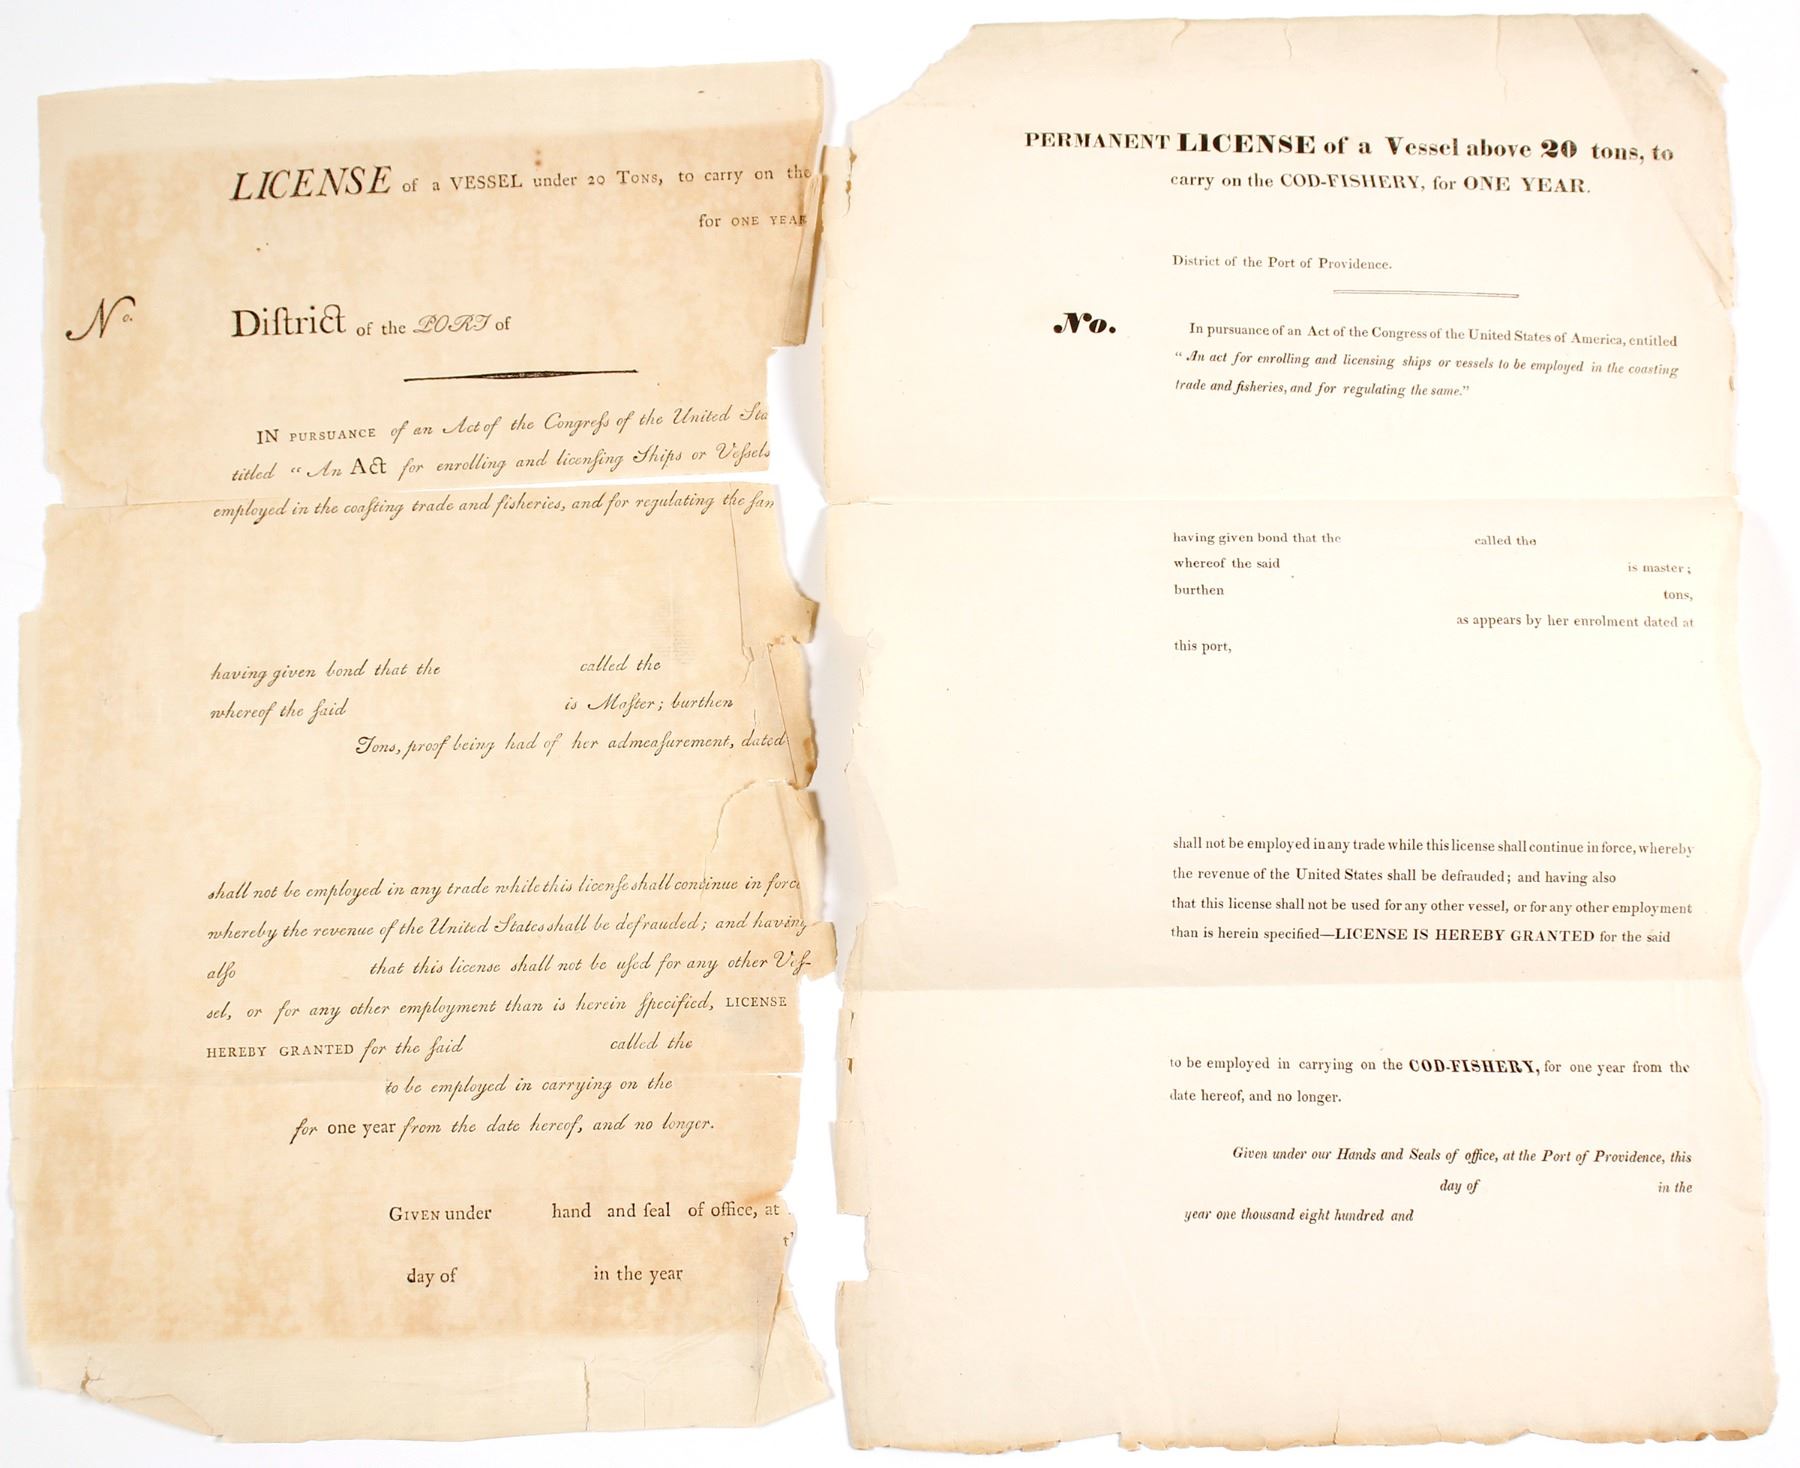 LICENSE of a VESSEL under 20 Tons, to carry on the
for ONE YEAR
No.
Diſtrict of the PORT of
IN PURSUANCE of an Act of the Congreſs of the United Sta
titled “An Act for enrolling and licenſing Ships or Veſsels
employed in the coaſting trade and fisheries, and for regulating the ſam
having given bond that the called the
whereof the ſaid is Maſter; burthen
Tons, proof being had of her admeaſurement, dated
shall not be employed in any trade while this licenſe shall continue in force
whereby the revenue of the United States shall be defrauded; and having
alſo that this license shall not be uſed for any other Veſ-
sel, or for any other employment than is herein ſpecified, LICENSE
HEREBY GRANTED for the ſaid called the
to be employed in carrying on the
for one year from the date hereof, and no longer.
GIVEN under hand and ſeal of office, at
t
day of in the year
PERMANENT LICENSE of a Vessel above 20 tons, to
carry on the COD-FISHERY, for ONE YEAR.
District of the Port of Providence.
No.
In pursuance of an Act of the Congress of the United States of America, entitled
“An act for enrolling and licensing ships or vessels to be employed in the coasting
trade and fisheries, and for regulating the same.”
having given bond that the called the
whereof the said is master;
burthen tons,
as appears by her enrolment dated at
this port,
shall not be employed in any trade while this license shall continue in force, whereby
the revenue of the United States shall be defrauded; and having also
that this license shall not be used for any other vessel, or for any other employment
than is herein specified—LICENSE IS HEREBY GRANTED for the said
to be employed in carrying on the COD-FISHERY, for one year from the
date hereof, and no longer.
Given under our Hands and Seals of office, at the Port of Providence, this
day of in the
year one thousand eight hundred and